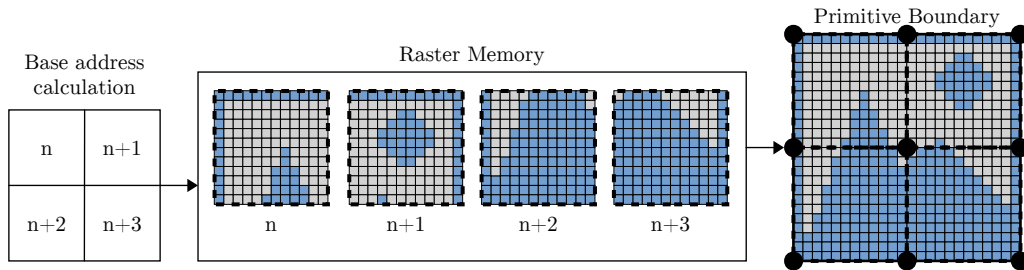 Base address
calculation
n
n+1
n+2
n+3
Raster Memory
n
n+1
n+2
n+3
Primitive Boundary